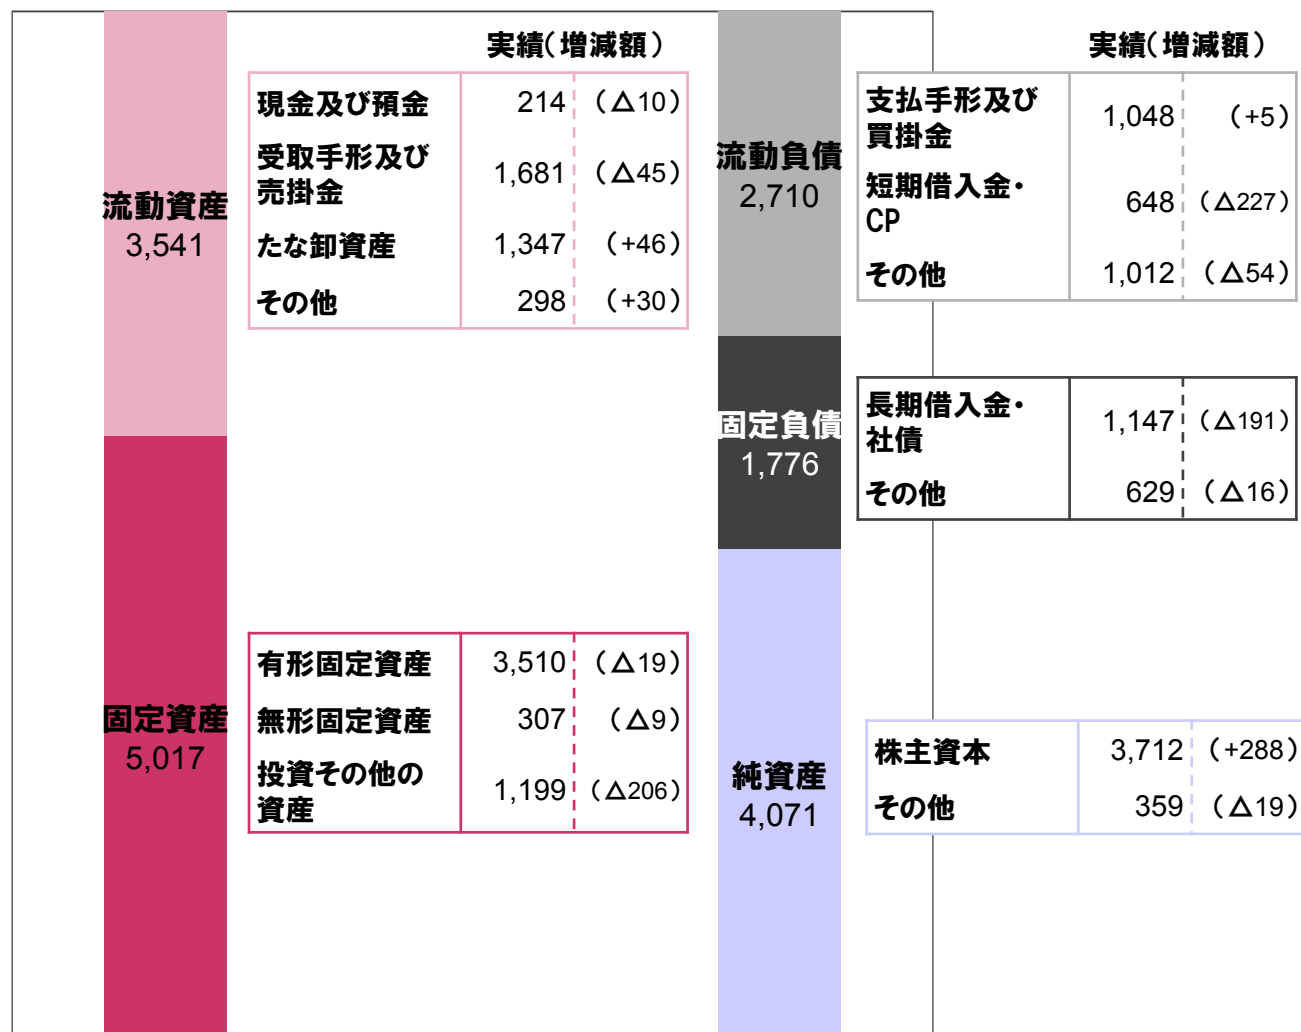 実績(増減額)
流動資産
3,541
現金及び預金 214 (△10)
受取手形及び
売掛金 1,681 (△45)
たな卸資産 1,347 (+46)
その他 298 (+30)
固定資産
5,017
有形固定資産 3,510 (△19)
無形固定資産 307 (△9)
投資その他の
資産 1,199 (△206)
実績(増減額)
流動負債
2,710
支払手形及び
買掛金 1,048 (+5)
短期借入金・
CP 648 (△227)
その他 1,012 (△54)
固定負債
1,776
長期借入金・
社債 1,147 (△191)
その他 629 (△16)
純資産
4,071
株主資本 3,712 (+288)
その他 359 (△19)